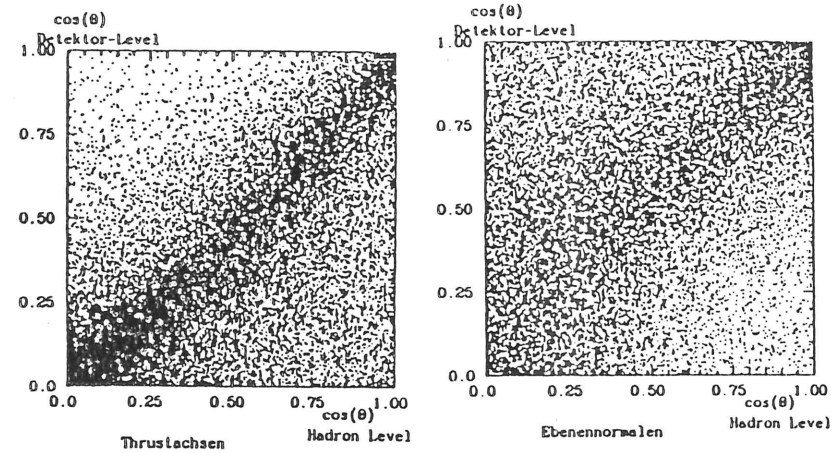 cos(θ)
Detektor-Level
1.00
0.75
0.50
0.25
0.0
0.0 0.25 0.50 0.75 1.00
cos(θ)
Hadron Level
Thrustachsen
cos(θ)
Detektor-Level
1.00
0.75
0.50
0.25
0.0
0.0 0.25 0.50 0.75 1.00
cos(θ)
Hadron Level
Ebenennormalen